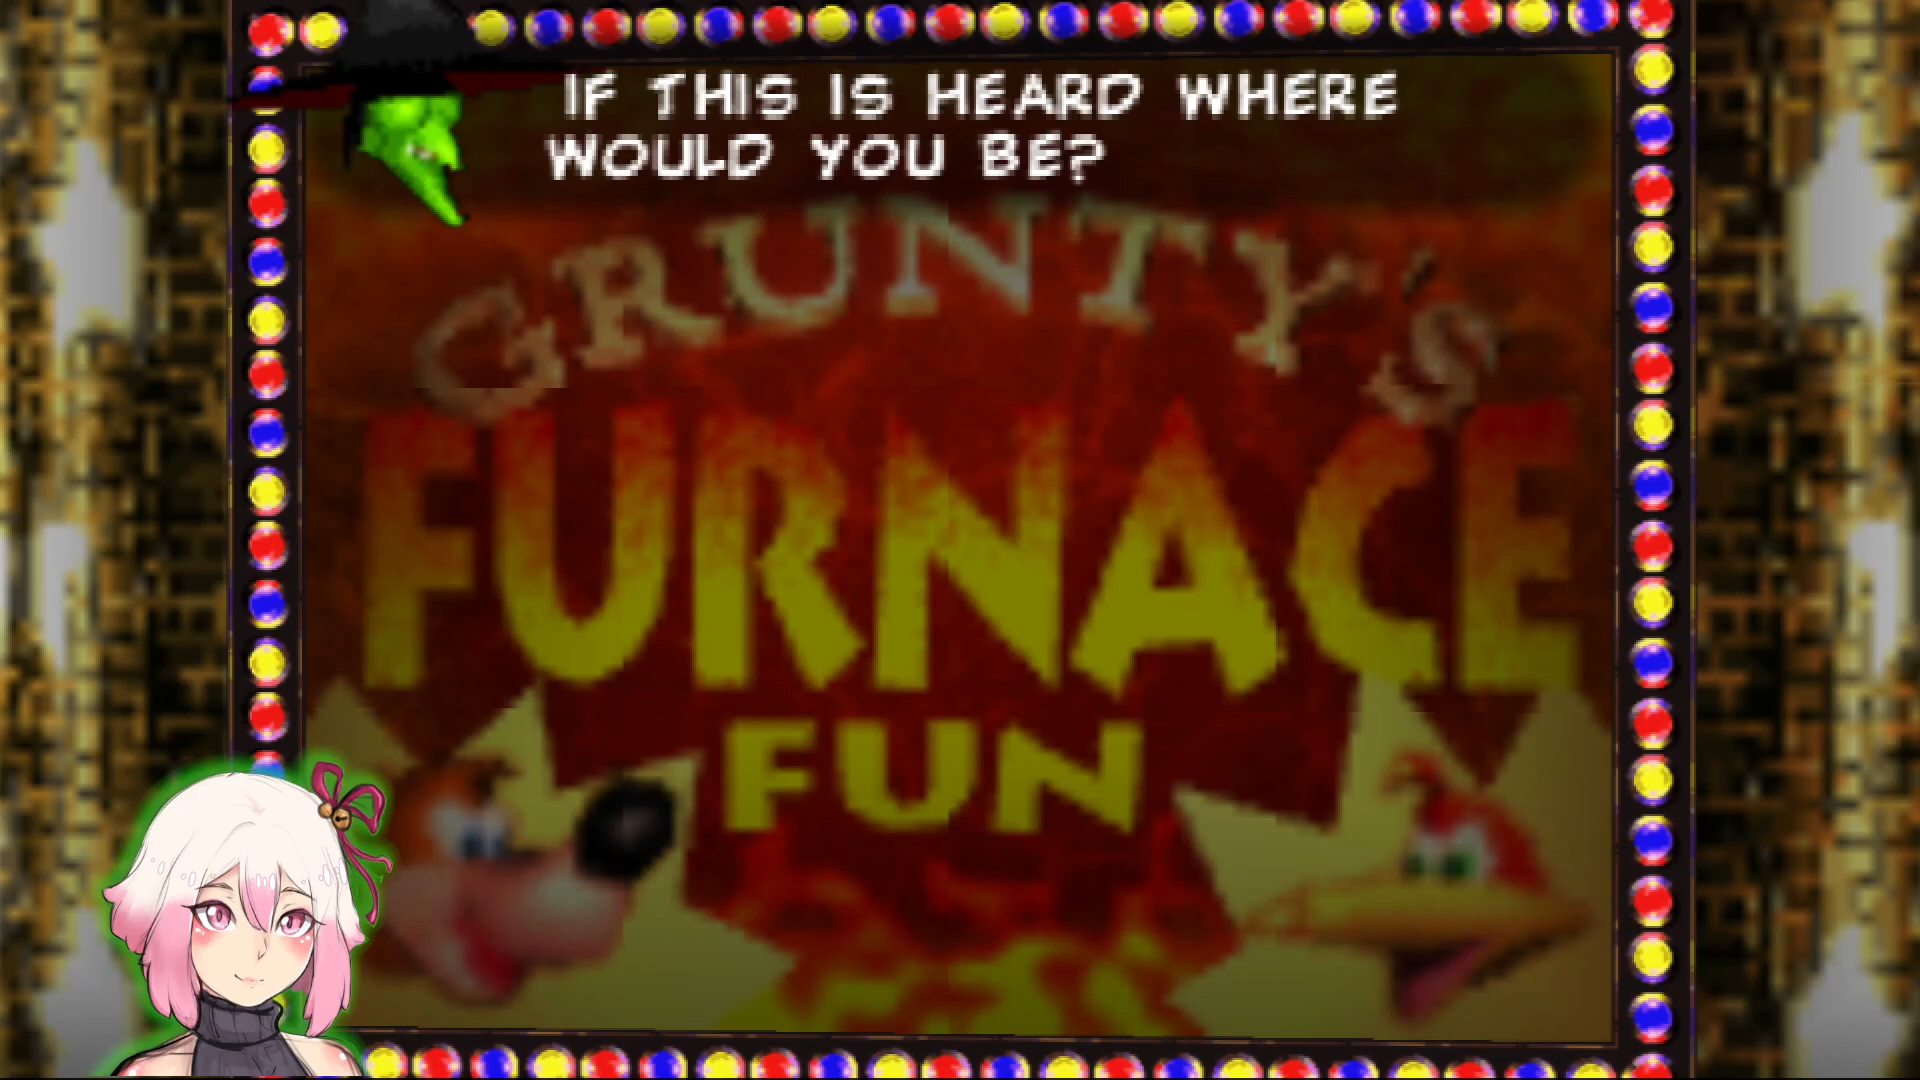 IF THIS IS HEARD WHERE
WOULD YOU BE?
GRUNTY'S
FURNACE
FUN